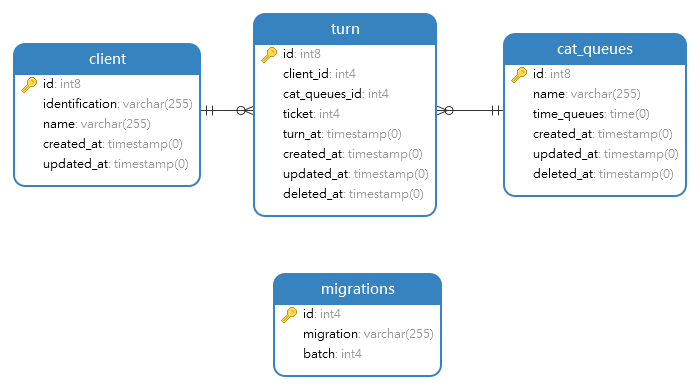 client
id: int8
identification: varchar(255)
name: varchar(255)
created_at: timestamp(0)
updated_at: timestamp(0)
turn
id: int8
client_id: int4
cat_queues_id: int4
ticket: int4
turn_at: timestamp(0)
created_at: timestamp(0)
updated_at: timestamp(0)
deleted_at: timestamp(0)
cat_queues
id: int8
name: varchar(255)
time_queues: time(0)
created_at: timestamp(0)
updated_at: timestamp(0)
deleted_at: timestamp(0)
migrations
id: int4
migration: varchar(255)
batch: int4